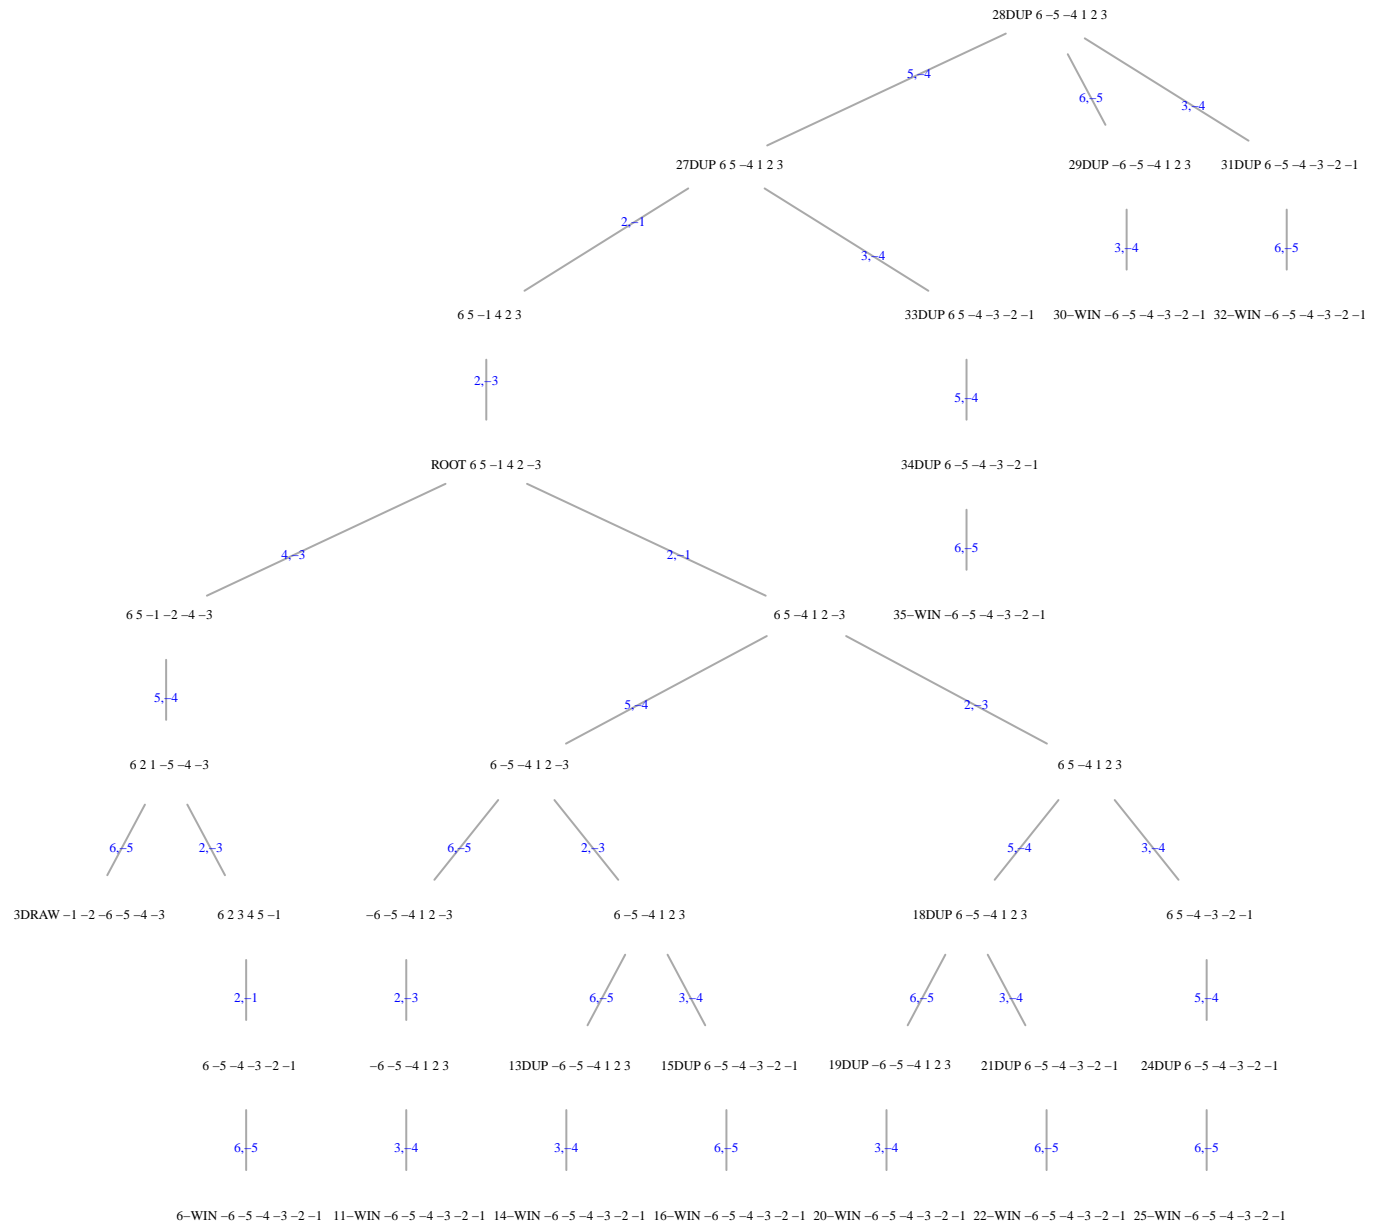 28DUP 6 –5 –4 1 2 3
5,–4
6,–5
3,–4
27DUP 6 5 –4 1 2 3
29DUP –6 –5 –4 1 2 3
31DUP 6 –5 –4 –3 –2 –1
2,–1
3,–4
3,–4
6,–5
6 5 –1 4 2 3
33DUP 6 5 –4 –3 –2 –1
30–WIN –6 –5 –4 –3 –2 –1
32–WIN –6 –5 –4 –3 –2 –1
2,–3
5,–4
ROOT 6 5 –1 4 2 –3
34DUP 6 –5 –4 –3 –2 –1
4,–3
2,–1
6,–5
6 5 –1 –2 –4 –3
6 5 –4 1 2 –3
35–WIN –6 –5 –4 –3 –2 –1
5,–4
5,–4
2,–3
6 2 1 –5 –4 –3
6 –5 –4 1 2 –3
6 5 –4 1 2 3
6,–5
2,–3
6,–5
2,–3
5,–4
3,–4
3DRAW –1 –2 –6 –5 –4 –3
6 2 3 4 5 –1
–6 –5 –4 1 2 –3
6 –5 –4 1 2 3
18DUP 6 –5 –4 1 2 3
6 5 –4 –3 –2 –1
2,–1
2,–3
6,–5
3,–4
6,–5
3,–4
5,–4
6 –5 –4 –3 –2 –1
–6 –5 –4 1 2 3
13DUP –6 –5 –4 1 2 3
15DUP 6 –5 –4 –3 –2 –1
19DUP –6 –5 –4 1 2 3
21DUP 6 –5 –4 –3 –2 –1
24DUP 6 –5 –4 –3 –2 –1
6,–5
3,–4
3,–4
6,–5
3,–4
6,–5
6,–5
6–WIN –6 –5 –4 –3 –2 –1
11–WIN –6 –5 –4 –3 –2 –1
14–WIN –6 –5 –4 –3 –2 –1
16–WIN –6 –5 –4 –3 –2 –1
20–WIN –6 –5 –4 –3 –2 –1
22–WIN –6 –5 –4 –3 –2 –1
25–WIN –6 –5 –4 –3 –2 –1